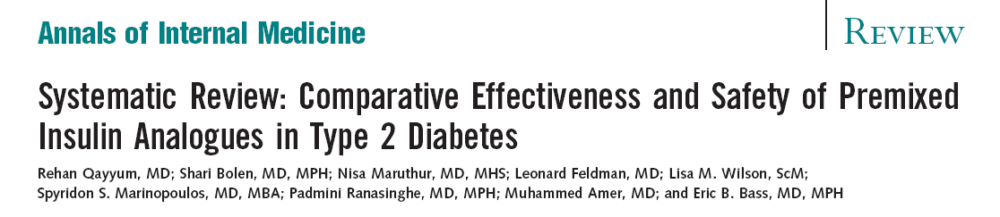 Annals of Internal Medicine
REVIEW
Systematic Review: Comparative Effectiveness and Safety of Premixed
Insulin Analogues in Type 2 Diabetes
Rehan Qayyum, MD; Shari Bolen, MD, MPH; Nisa Maruthur, MD, MHS; Leonard Feldman, MD; Lisa M. Wilson, ScM;
Spyridon S. Marinopoulos, MD, MBA; Padmini Ranasinghe, MD, MPH; Muhammed Amer, MD; and Eric B. Bass, MD, MPH